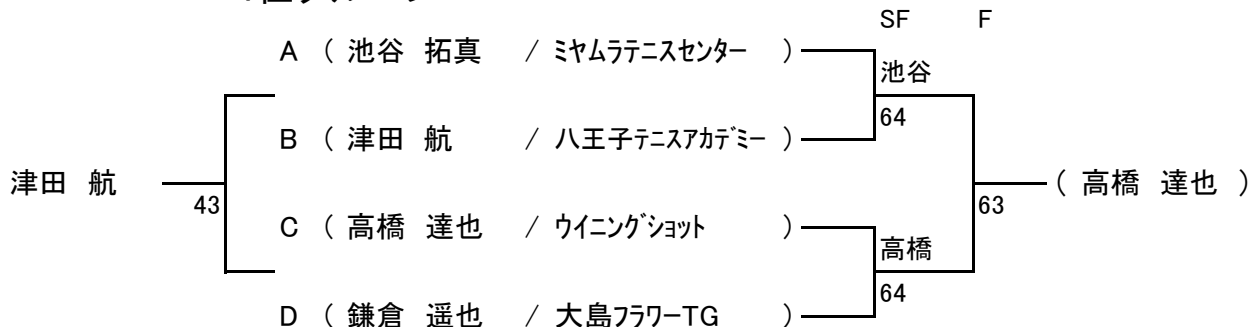 SF F
A ( 池谷 拓真 / ミヤムラテニスセンター )
池谷
64
B ( 津田 航 / 八王子テニスアカデミー )
津田 航
43
( 高橋 達也 )
63
C ( 高橋 達也 / ウイニングショット )
高橋
64
D ( 鎌倉 遥也 / 大島フラワーTG )